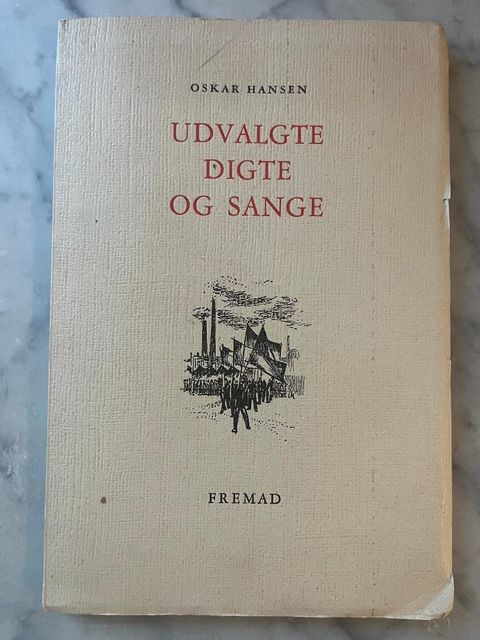 OSKAR HANSEN
UDVALGTE
DIGTE
OG SANGE
FREMAD